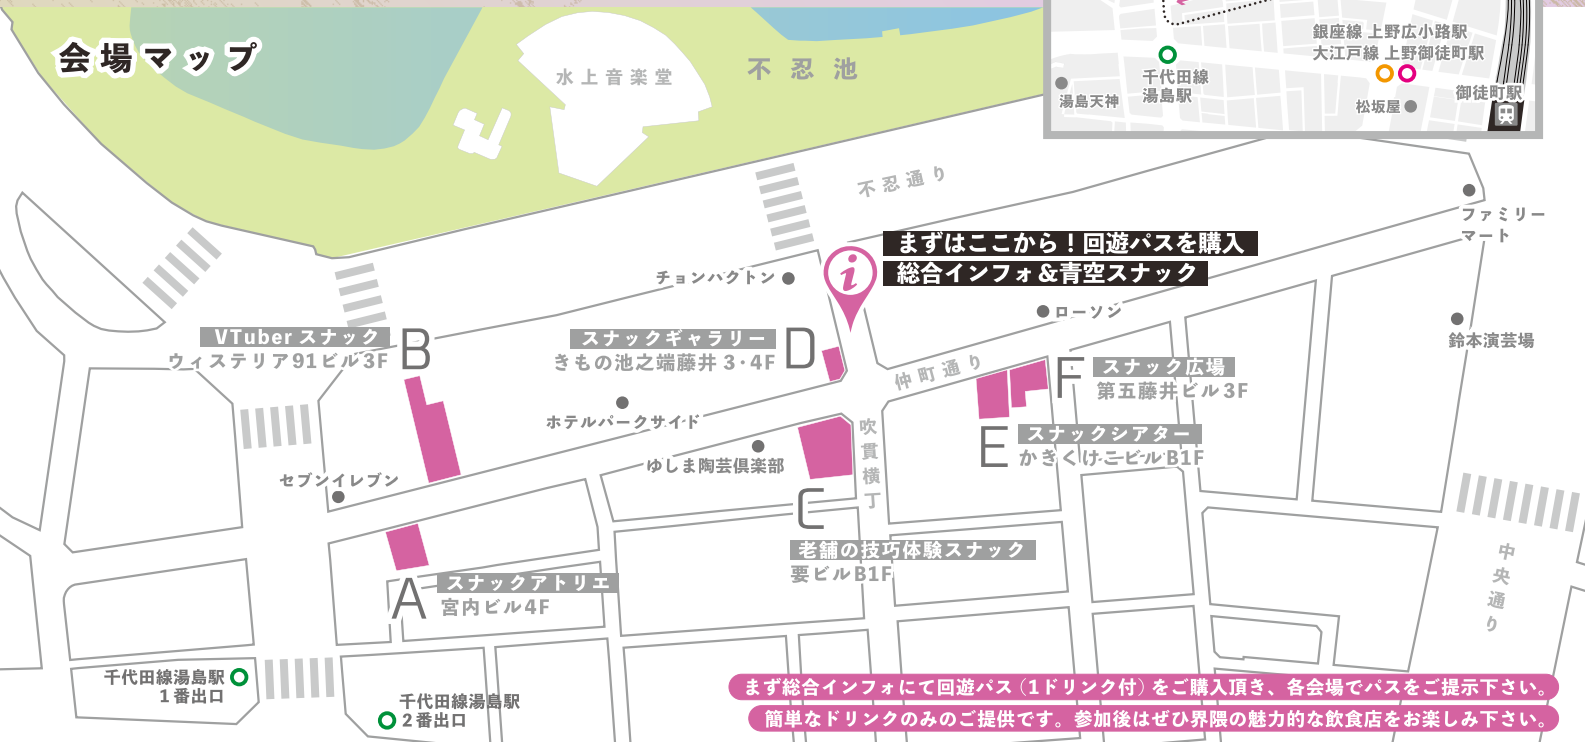 会場マップ
水上音楽堂
不忍池
銀座線 上野広小路駅
大江戸線 上野御徒町駅
千代田線
湯島駅
湯島天神
松坂屋
御徒町駅
不忍通り
ファミリー
マート
まずはここから！回遊パスを購入
総合インフォ&青空スナック
i
チョンハクトン
ローソン
鈴本演芸場
VTuber スナック
ウィステリア91ビル3F
B
スナックギャラリー
きもの池之端藤井 3・4F
D
仲町通り
F
スナック広場
第五藤井ビル3F
ホテルパークサイド
吹貫横丁
E
スナックシアター
かきくけこビルB1F
ゆしま陶芸倶楽部
セブンイレブン
C
老舗の技巧体験スナック
要ビルB1F
中央通り
A
スナックアトリエ
宮内ビル4F
千代田線湯島駅
1番出口
千代田線湯島駅
2番出口
まず総合インフォにて回遊パス（1ドリンク付）をご購入頂き、各会場でパスをご提示下さい。
簡単なドリンクのみのご提供です。参加後はぜひ界隈の魅力的な飲食店をお楽しみ下さい。